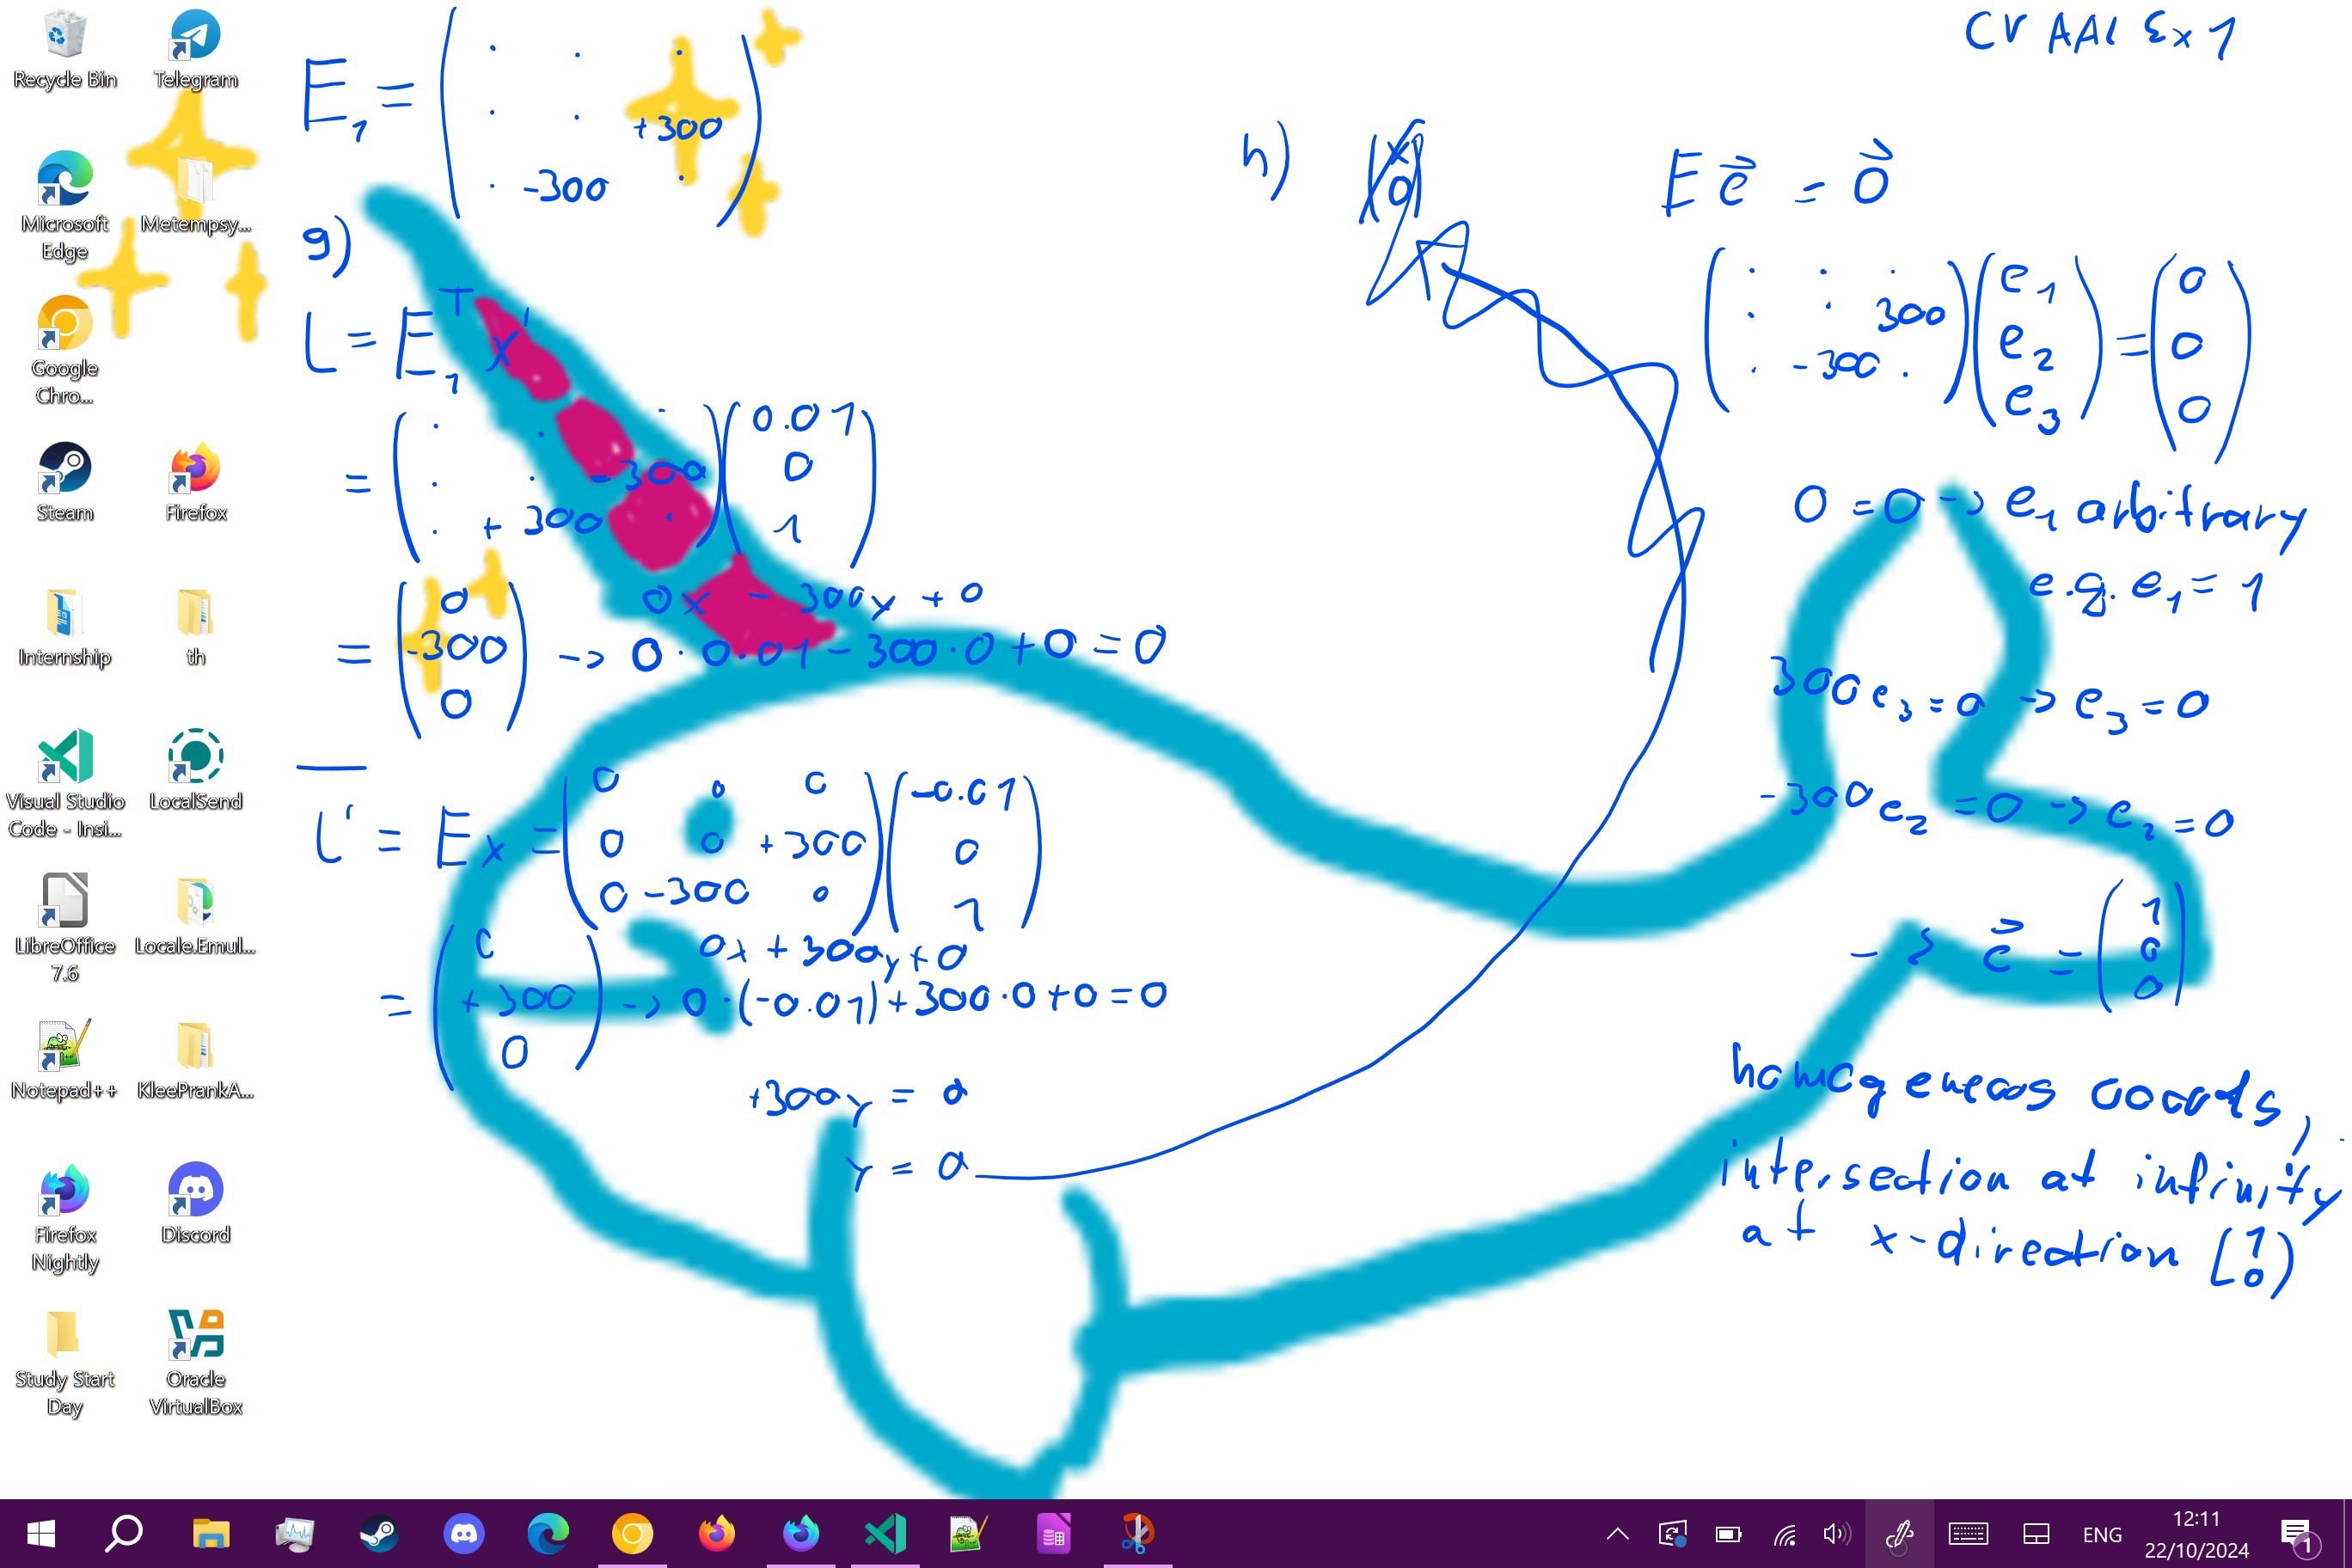 Recycle Bin
Telegram
Microsoft Edge
Metempsy...
Google Chro...
Steam
Firefox
Internship
th
Visual Studio Code - Insi...
LocalSend
LibreOffice 7.6
Locale.Emul...
Notepad++
KleePrankA...
Firefox Nightly
Discord
Study Start Day
Oracle VirtualBox
CV AAL Ex 1
E₁ = ( · · ·
· · +300
· -300 · )
g)
l = E₁ᵀ x'
= ( · · ·
· · -300
· +300 · ) ( 0.01
0
1 )
= ( 0
-300
0 )
0x - 300y + 0
-> 0 · 0.01 - 300 · 0 + 0 = 0
l' = Ex = ( 0 0 0
0 0 +300
0 -300 0 ) ( -0.01
0
1 )
= ( 0
+300
0 )
0x + 300y + 0
-> 0 · (-0.01) + 300 · 0 + 0 = 0
+300y = 0
y = 0
h)
E e⃗ = 0⃗
( · · ·
· · 300
· -300 · ) ( e₁
e₂
e₃ ) = ( 0
0
0 )
0 = 0 -> e₁ arbitrary
e.g. e₁ = 1
300e₃ = 0 -> e₃ = 0
-300e₂ = 0 -> e₂ = 0
-> e⃗ = ( 1
0
0 )
homogeneous coords,
intersection at infinity
at x-direction ( 1
0 )
ENG
12:11
22/10/2024
1